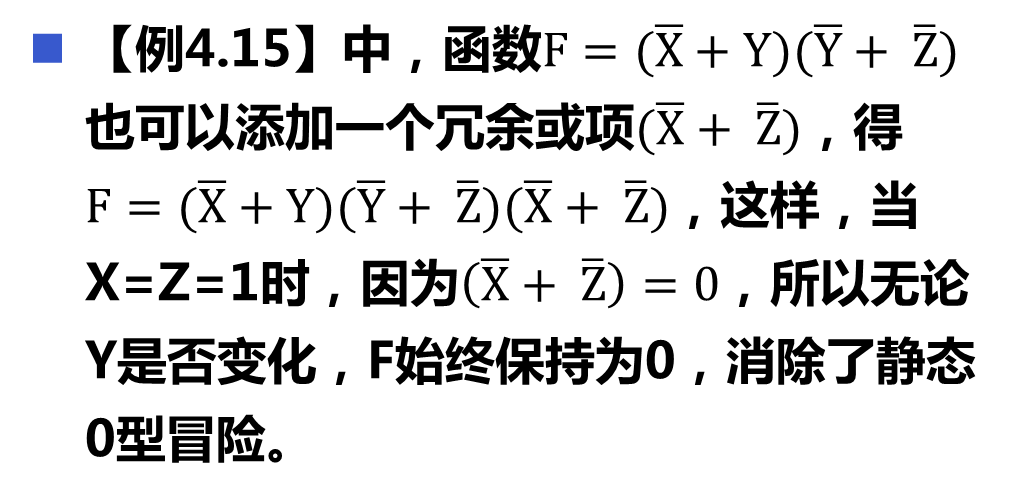 【例4.15】中，函数F = (X̅ + Y)(Y̅ + Z̅)
也可以添加一个冗余或项(X̅ + Z̅)，得
F = (X̅ + Y)(Y̅ + Z̅)(X̅ + Z̅)，这样，当
X=Z=1时，因为(X̅ + Z̅) = 0，所以无论
Y是否变化，F始终保持为0，消除了静态
0型冒险。